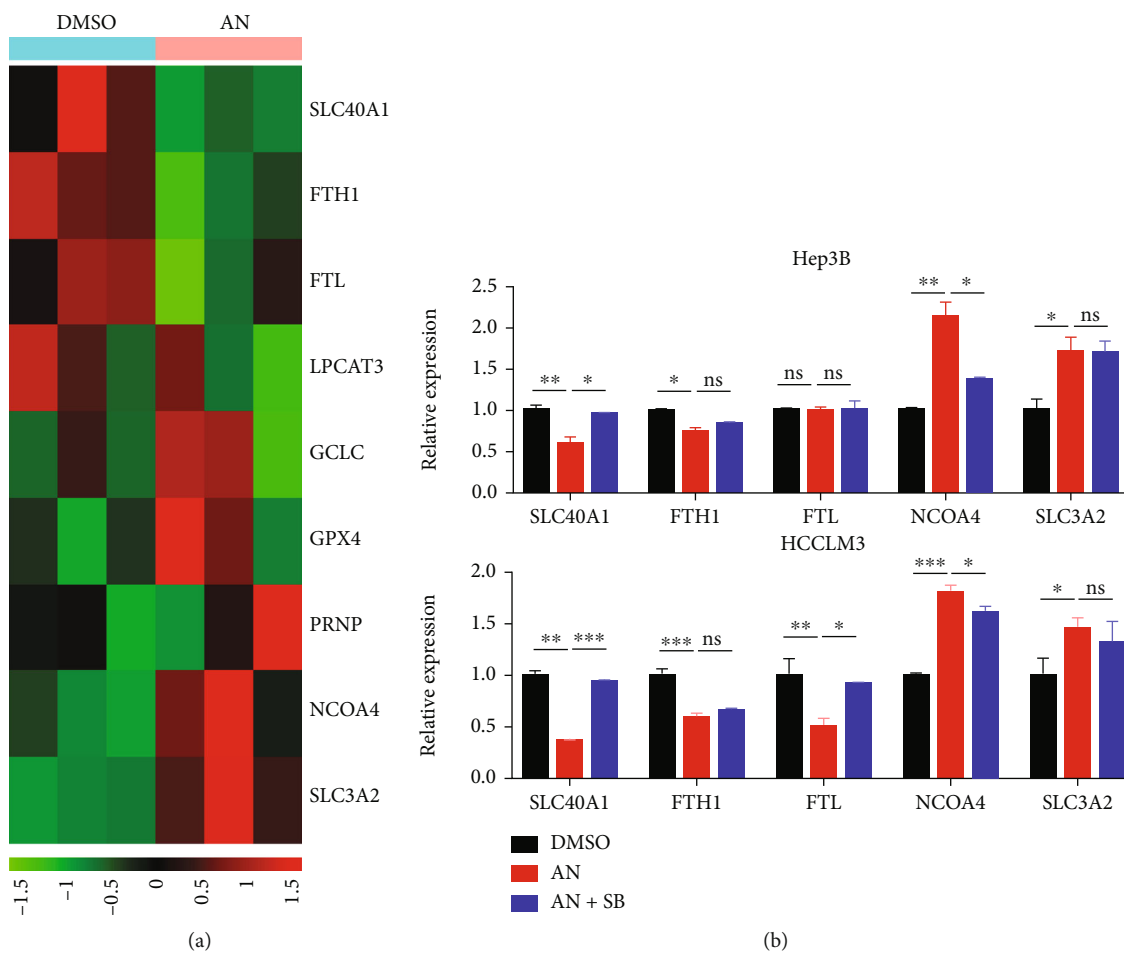 DMSO AN
SLC40A1
FTH1
FTL
LPCAT3
GCLC
GPX4
PRNP
NCOA4
SLC3A2
−1.5 −1 −0.5 0 0.5 1 1.5
(a)
Hep3B
Relative expression
2.5
2.0
1.5
1.0
0.5
0.0
** * * ns ns ns ** * * ns
SLC40A1 FTH1 FTL NCOA4 SLC3A2
HCCLM3
Relative expression
2.0
1.5
1.0
0.5
0.0
** *** *** ns ** * *** * * ns
SLC40A1 FTH1 FTL NCOA4 SLC3A2
DMSO
AN
AN + SB
(b)